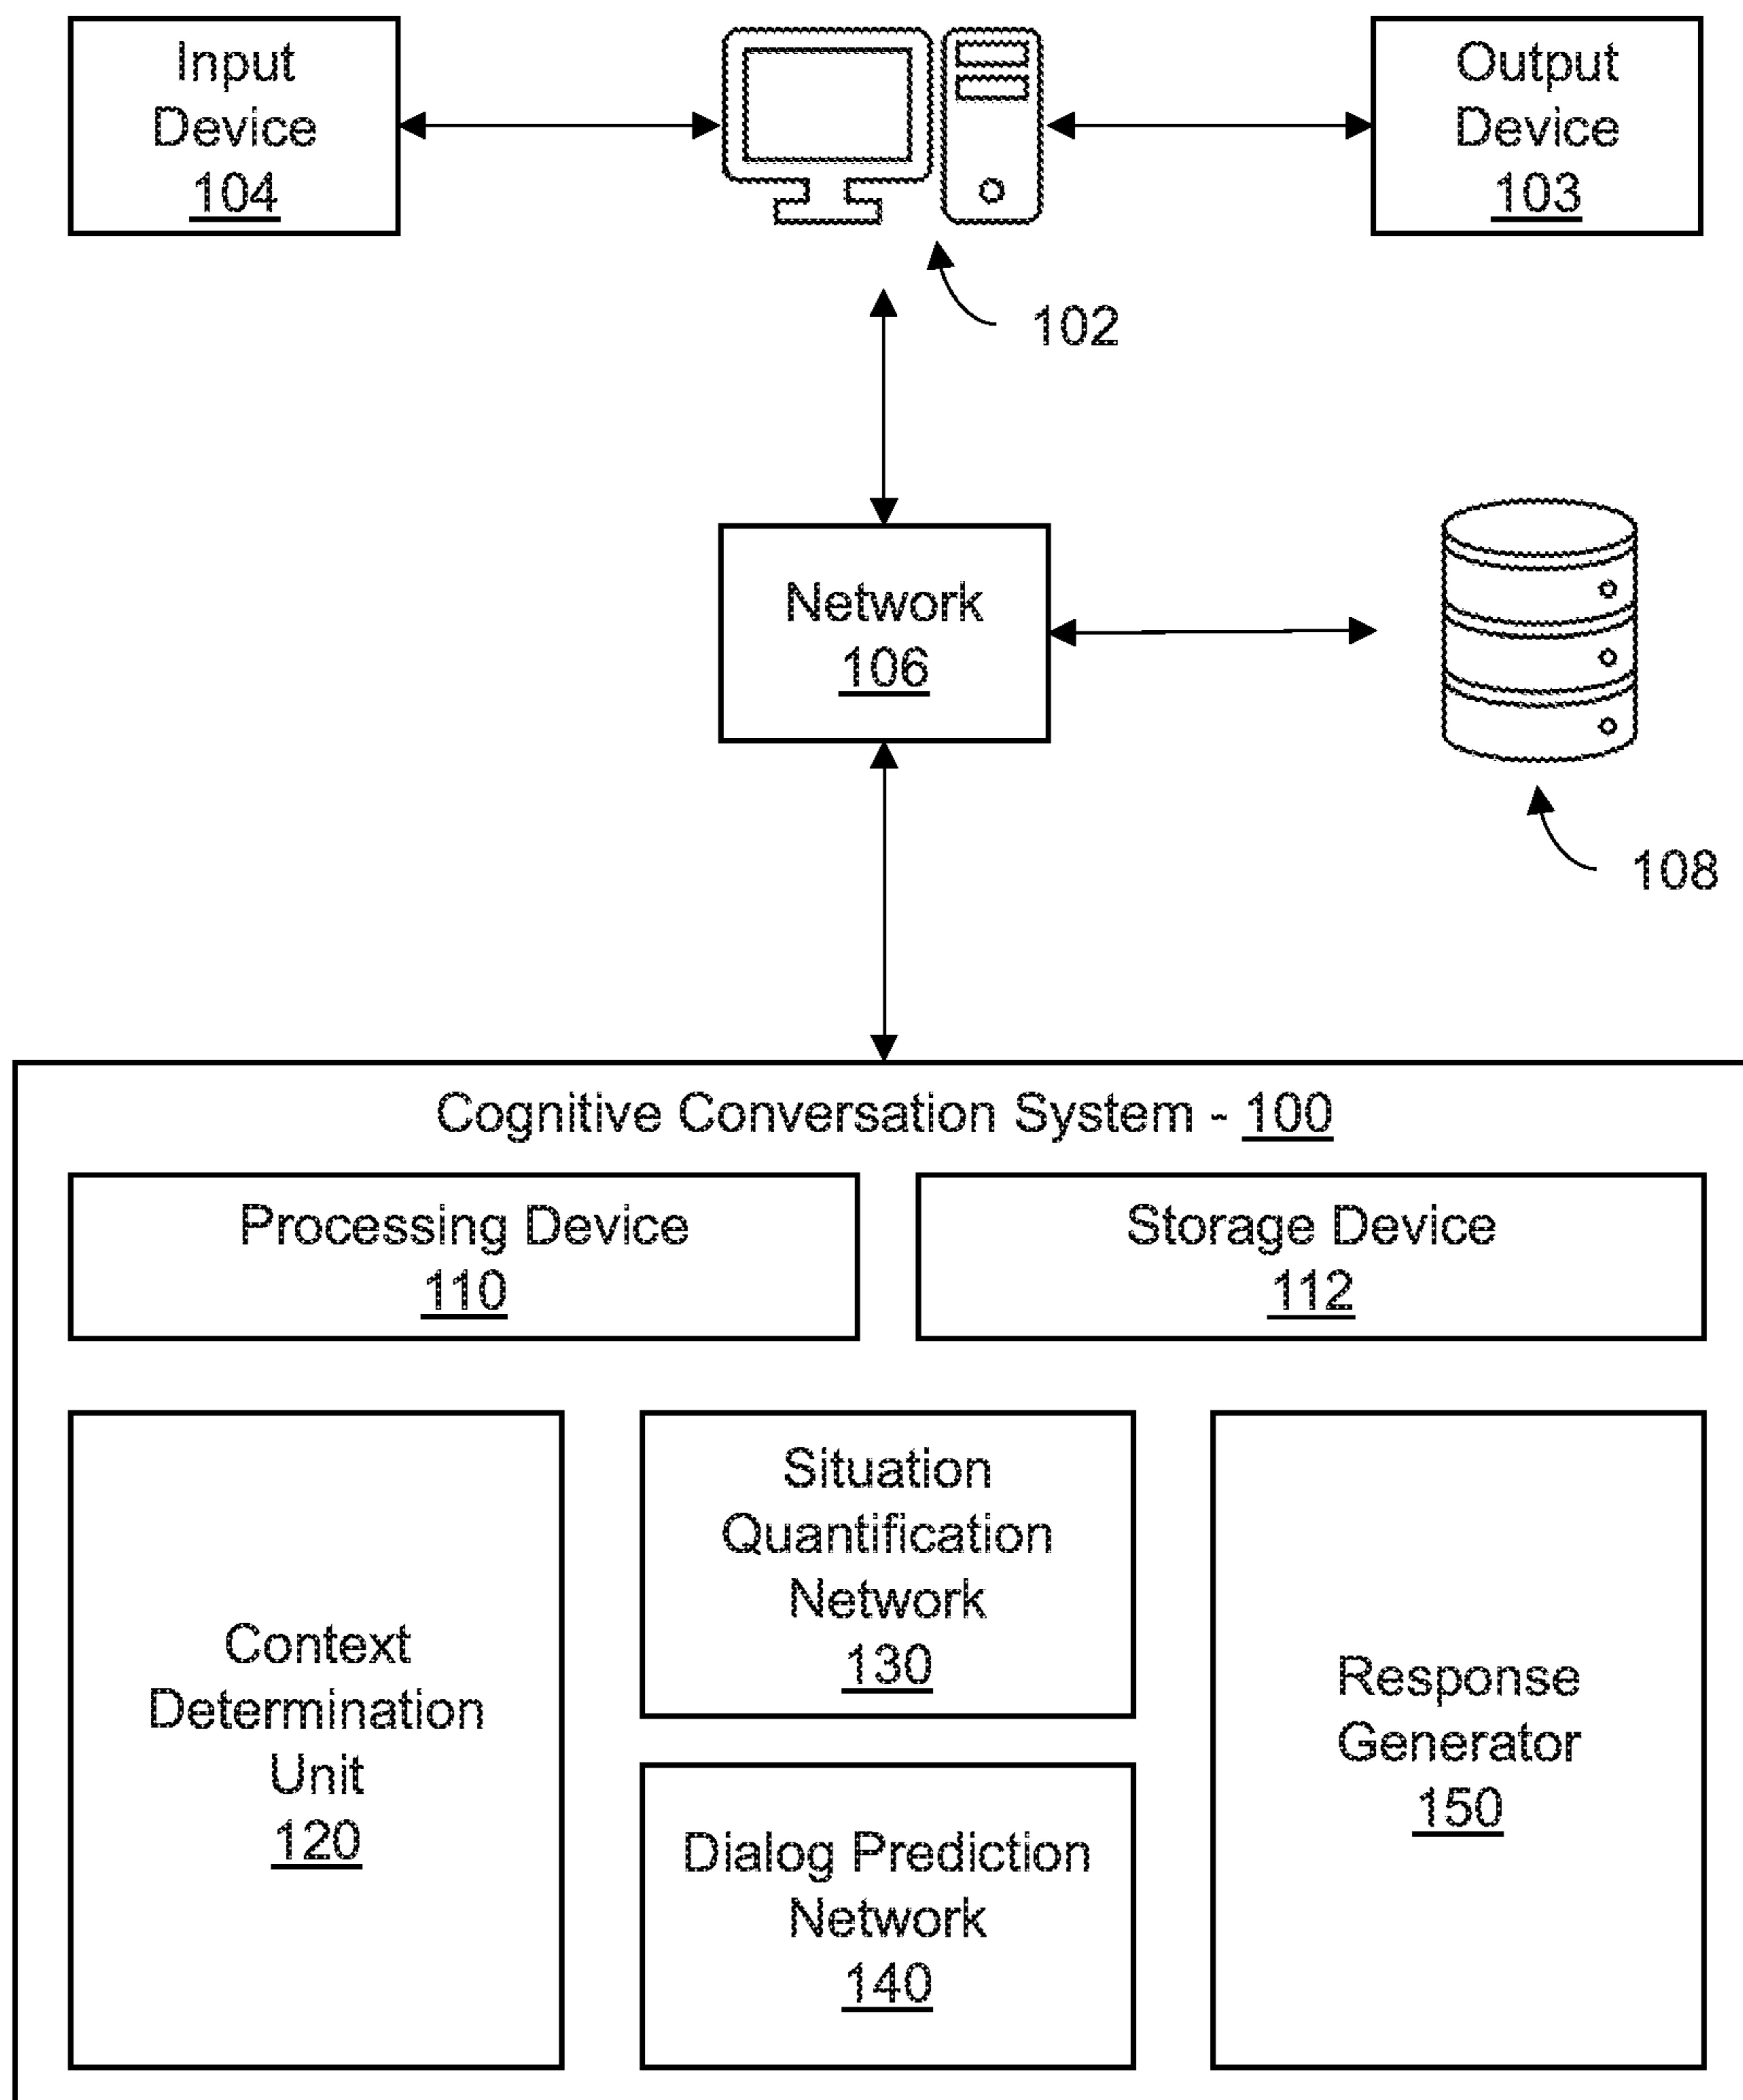 Input
Device
104
Output
Device
103
102
Network
106
108
Cognitive Conversation System - 100
Processing Device
110
Storage Device
112
Context
Determination
Unit
120
Situation
Quantification
Network
130
Dialog Prediction
Network
140
Response
Generator
150